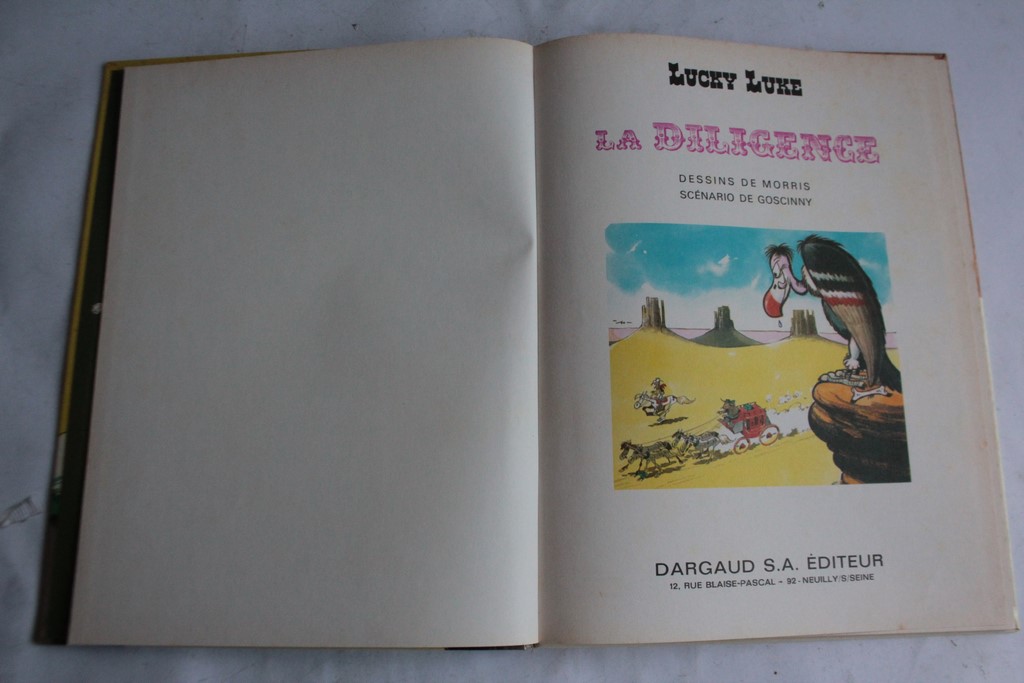 LUCKY LUKE
LA DILIGENCE
DESSINS DE MORRIS
SCÉNARIO DE GOSCINNY
DARGAUD S.A. ÉDITEUR
12, RUE BLAISE-PASCAL - 92 - NEUILLY/S/SEINE